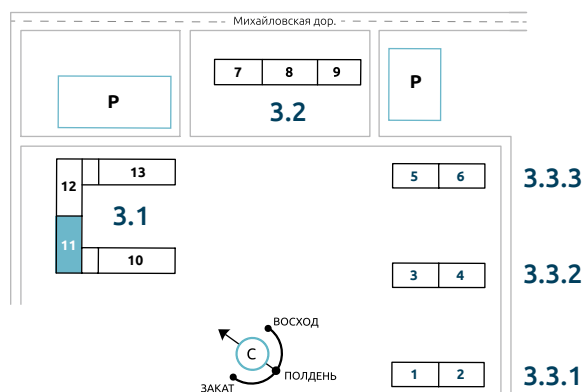 Михайловская дор.
7 8 9
P
P
3.2
12
13
5 6
3.3.3
3.1
11
10
3 4
3.3.2
ВОСХОД
С
ПОЛДЕНЬ
ЗАКАТ
1 2
3.3.1